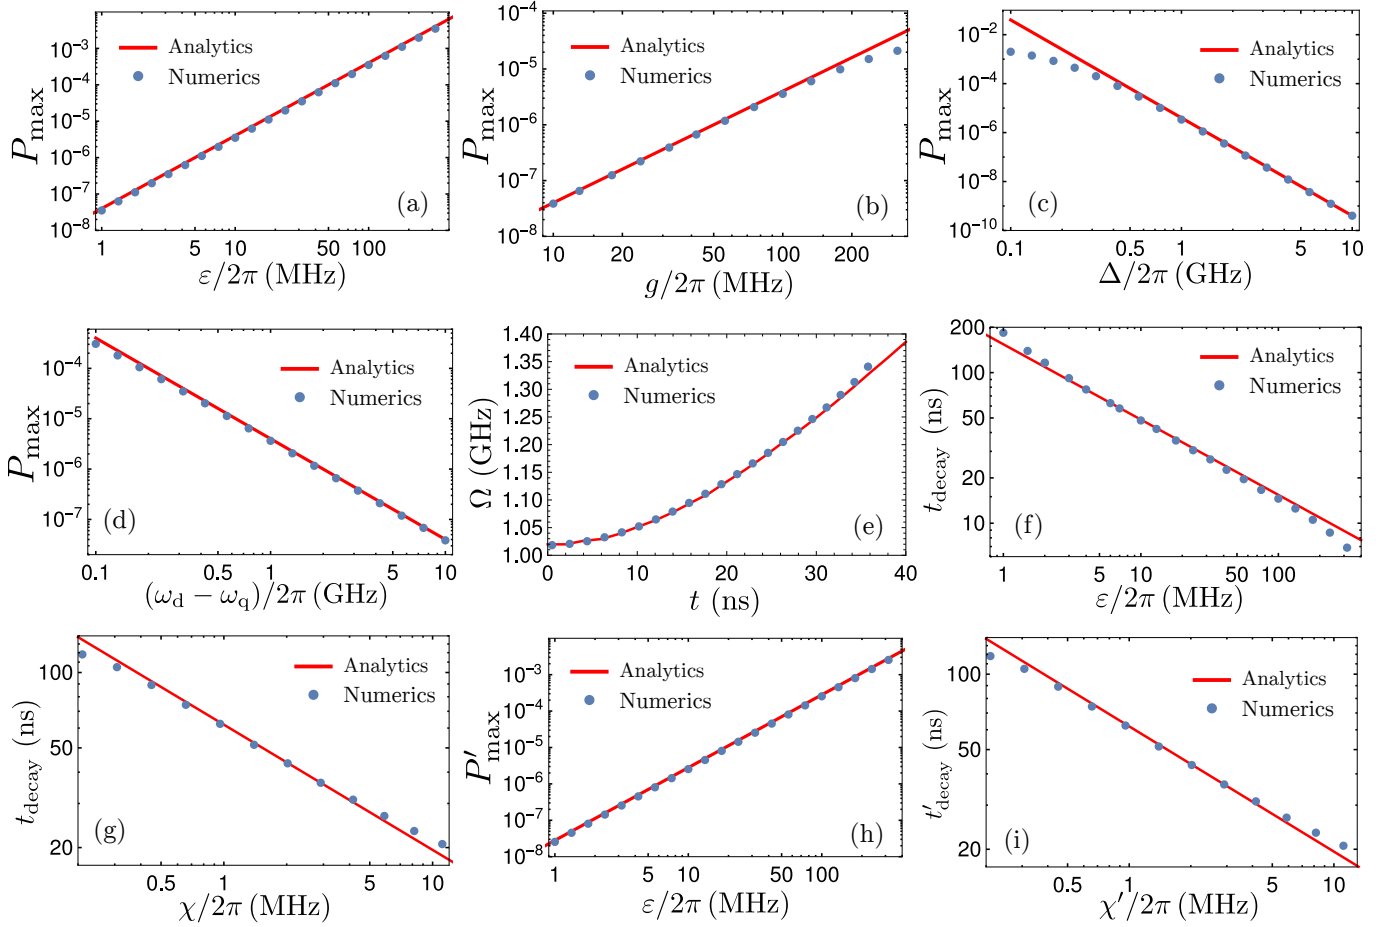 P_max
10^-3
10^-4
10^-5
10^-6
10^-7
10^-8
Analytics
Numerics
(a)
1 5 10 50 100
ε/2π (MHz)
P_max
10^-4
10^-5
10^-6
10^-7
10^-8
Analytics
Numerics
(b)
10 20 50 100 200
g/2π (MHz)
P_max
10^-2
10^-4
10^-6
10^-8
10^-10
Analytics
Numerics
(c)
0.1 0.5 1 5 10
Δ/2π (GHz)
P_max
10^-4
10^-5
10^-6
10^-7
Analytics
Numerics
(d)
0.1 0.5 1 5 10
(ω_d − ω_q)/2π (GHz)
Ω (GHz)
1.40
1.35
1.30
1.25
1.20
1.15
1.10
1.05
1.00
Analytics
Numerics
(e)
0 10 20 30 40
t (ns)
t_decay (ns)
200
100
50
10
Analytics
Numerics
(f)
1 5 10 50 100
ε/2π (MHz)
t_decay (ns)
100
50
20
Analytics
Numerics
(g)
0.5 1 5 10
χ/2π (MHz)
P′_max
10^-3
10^-4
10^-5
10^-6
10^-7
10^-8
Analytics
Numerics
(h)
1 5 10 50 100
ε/2π (MHz)
t′_decay (ns)
100
50
20
Analytics
Numerics
(i)
0.5 1 5 10
χ′/2π (MHz)